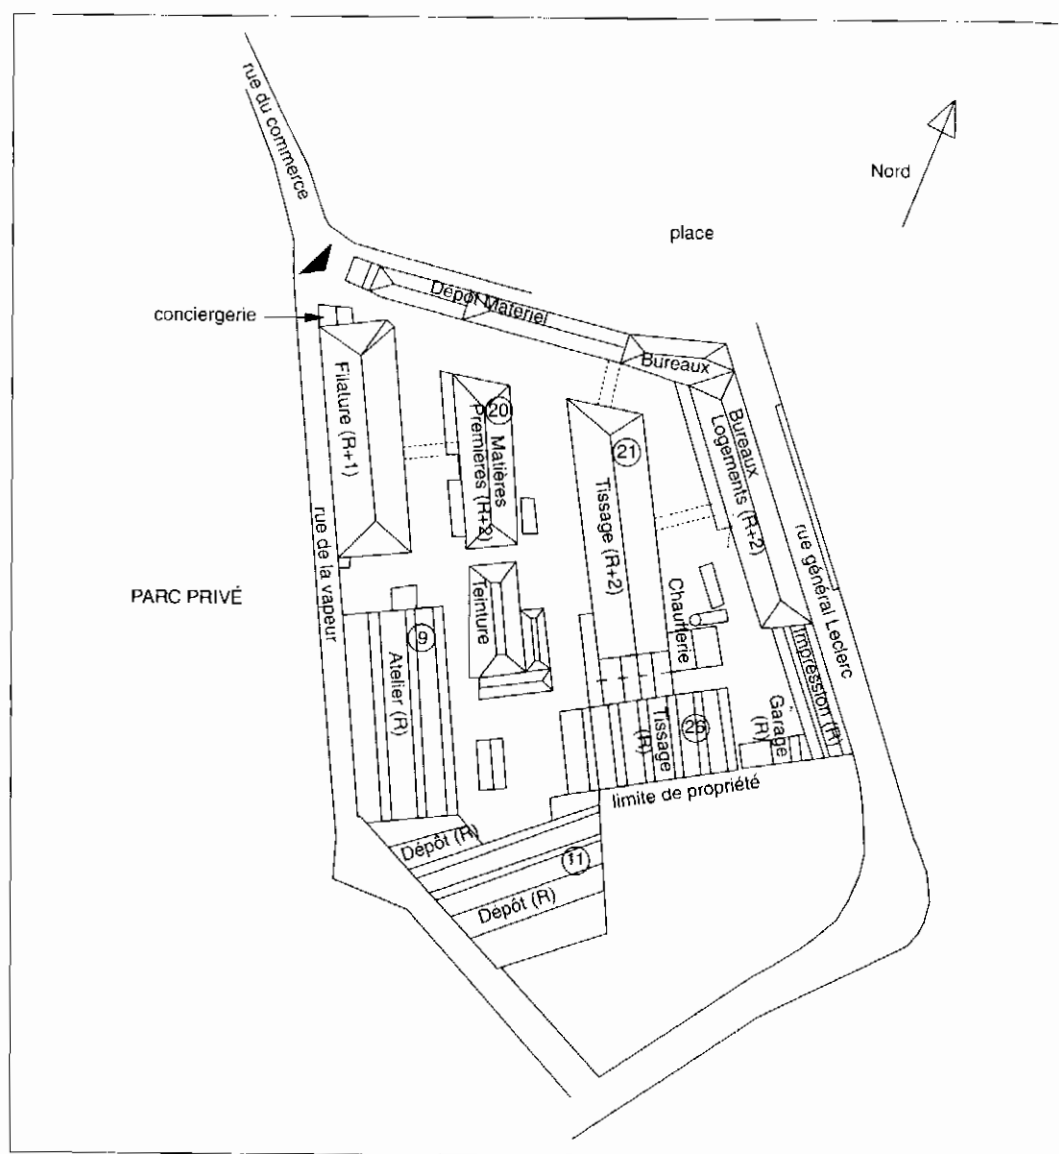 rue du commerce
Nord
place
Dépôt Matériel
conciergerie
Bureaux
Filature (R+1)
20
Matières
Premières (R+2)
21
Tissage (R+2)
Bureaux
Logements (R+2)
rue général Leclerc
rue de la vapeur
PARC PRIVÉ
Teinture
Chaufferie
9
Atelier (R)
Impression (R)
Garage
(R)
Tissage
(R)
26
limite de propriété
Dépôt (R)
11
Dépôt (R)